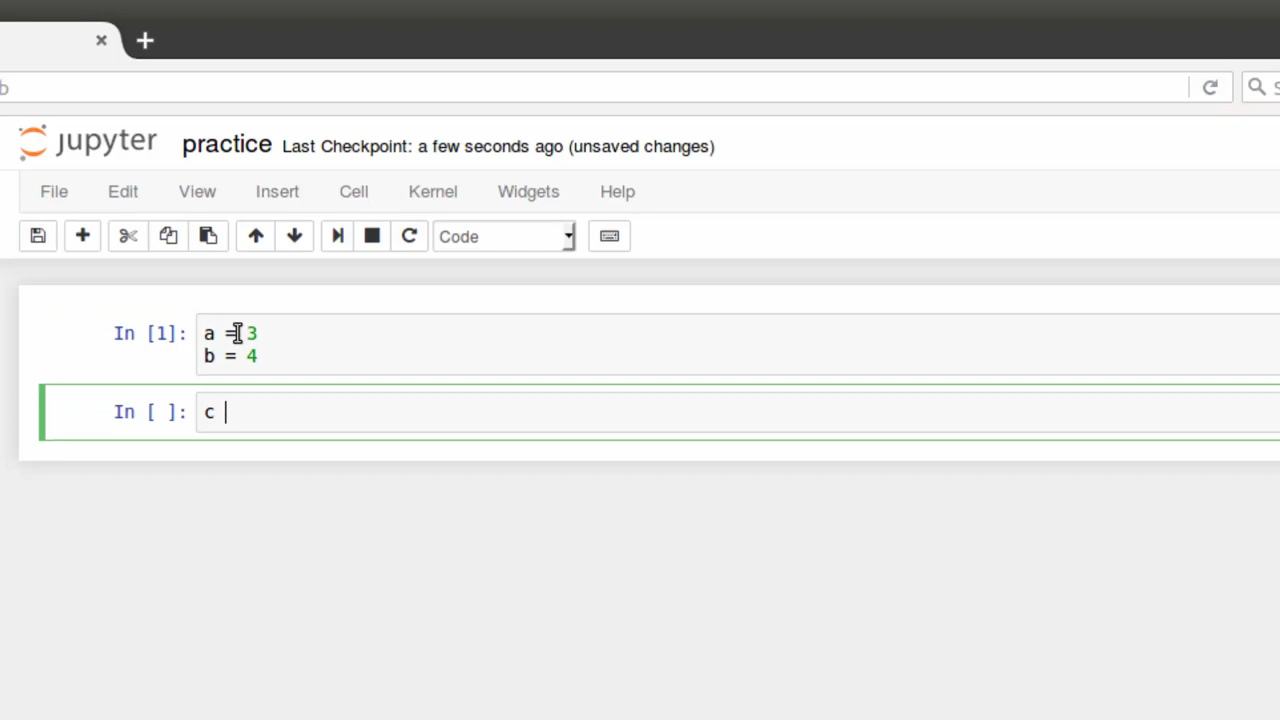 b
jupyter practice Last Checkpoint: a few seconds ago (unsaved changes)
File Edit View Insert Cell Kernel Widgets Help
Code
In [1]: a = 3
b = 4
In [ ]: c